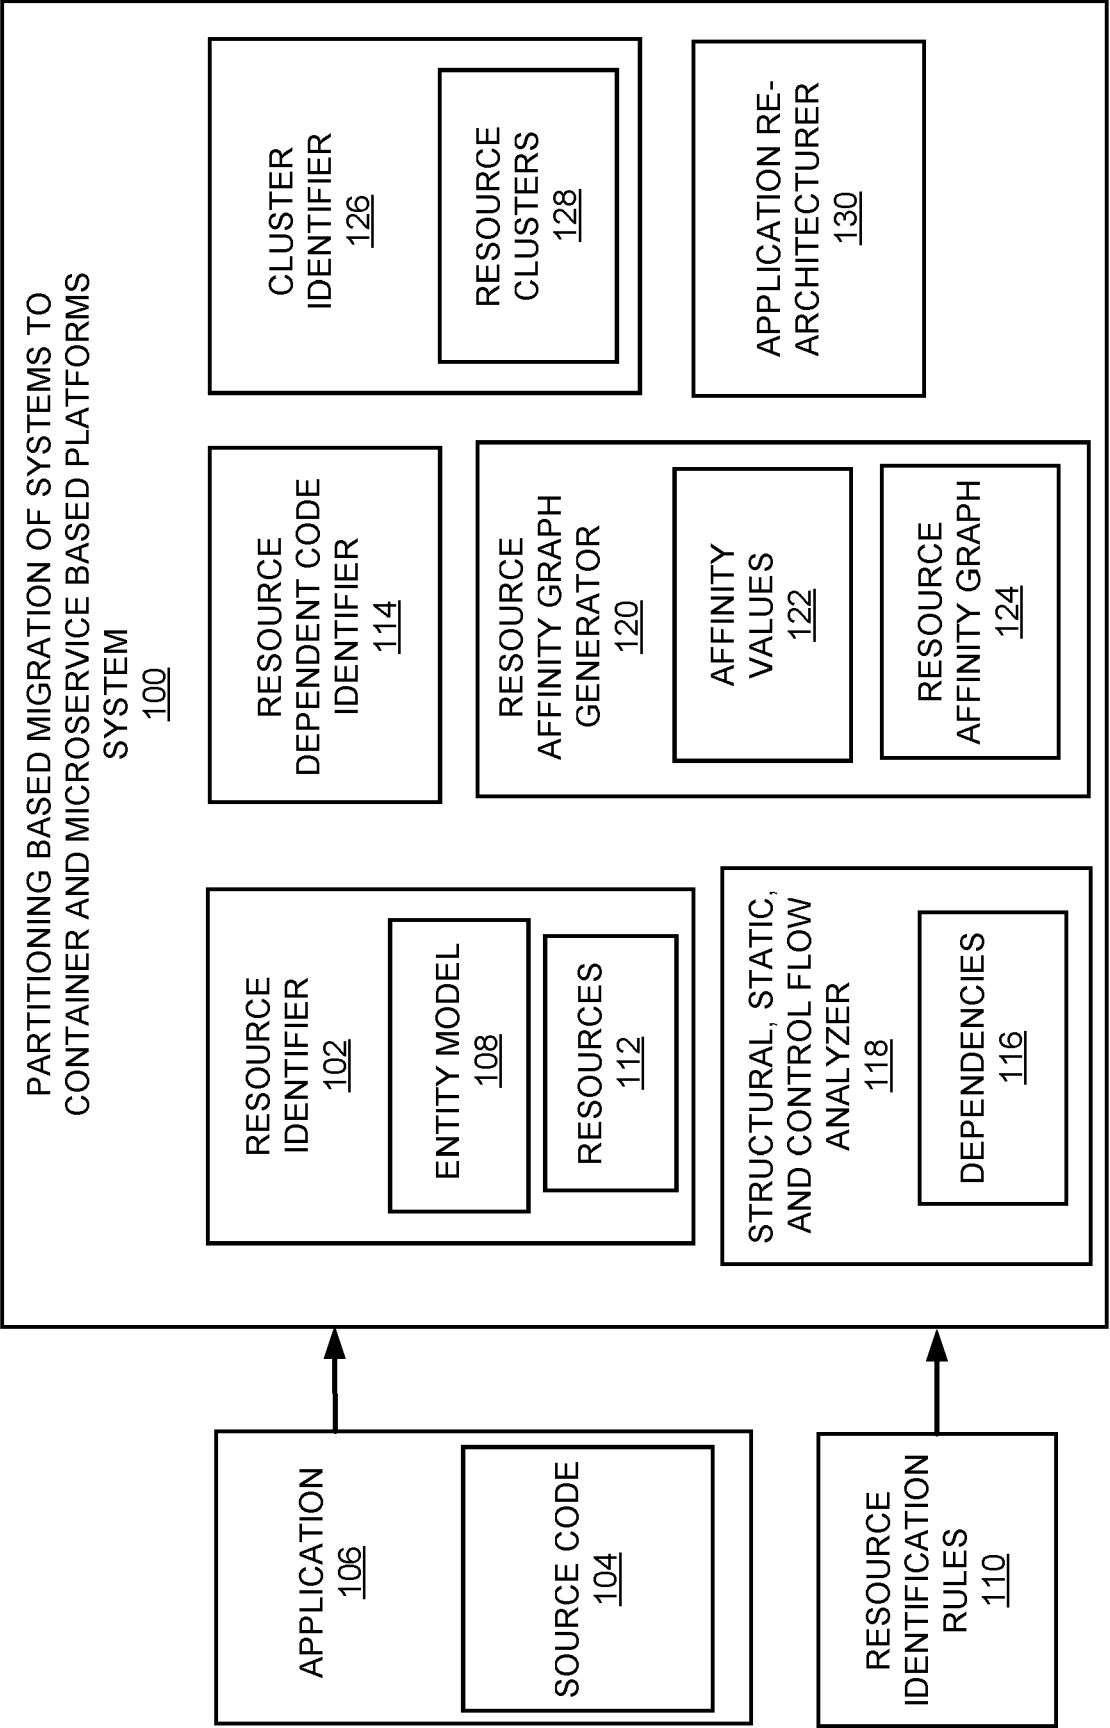 PARTITIONING BASED MIGRATION OF SYSTEMS TO
CONTAINER AND MICROSERVICE BASED PLATFORMS
SYSTEM
100
APPLICATION
106
SOURCE CODE
104
RESOURCE
IDENTIFICATION
RULES
110
RESOURCE
IDENTIFIER
102
ENTITY MODEL
108
RESOURCES
112
STRUCTURAL, STATIC,
AND CONTROL FLOW
ANALYZER
118
DEPENDENCIES
116
RESOURCE
DEPENDENT CODE
IDENTIFIER
114
RESOURCE
AFFINITY GRAPH
GENERATOR
120
AFFINITY
VALUES
122
RESOURCE
AFFINITY GRAPH
124
CLUSTER
IDENTIFIER
126
RESOURCE
CLUSTERS
128
APPLICATION RE-
ARCHITECTURER
130